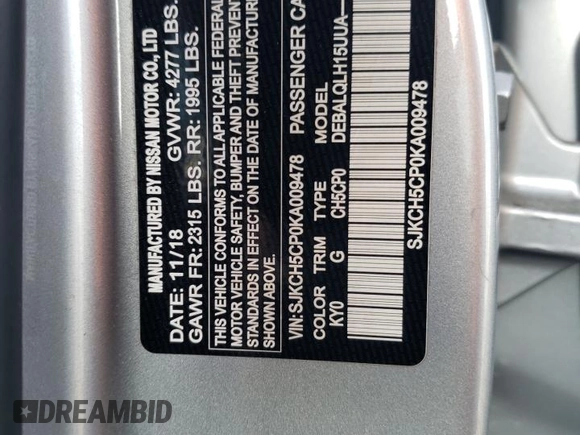 MANUFACTURED BY NISSAN MOTOR CO., LTD
DATE: 11/18 GVWR: 4277 LBS.
GAWR FR: 2315 LBS. RR: 1995 LBS.
THIS VEHICLE CONFORMS TO ALL APPLICABLE FEDERAL
MOTOR VEHICLE SAFETY, BUMPER AND THEFT PREVENT
STANDARDS IN EFFECT ON THE DATE OF MANUFACTURE
SHOWN ABOVE.
VIN:SJKCH5CP0KA009478 PASSENGER CA
COLOR TRIM TYPE MODEL
KY0 G CH5CP0 DEBALQLH15UUA-
SJKCH5CP0KA009478
DREAMBID